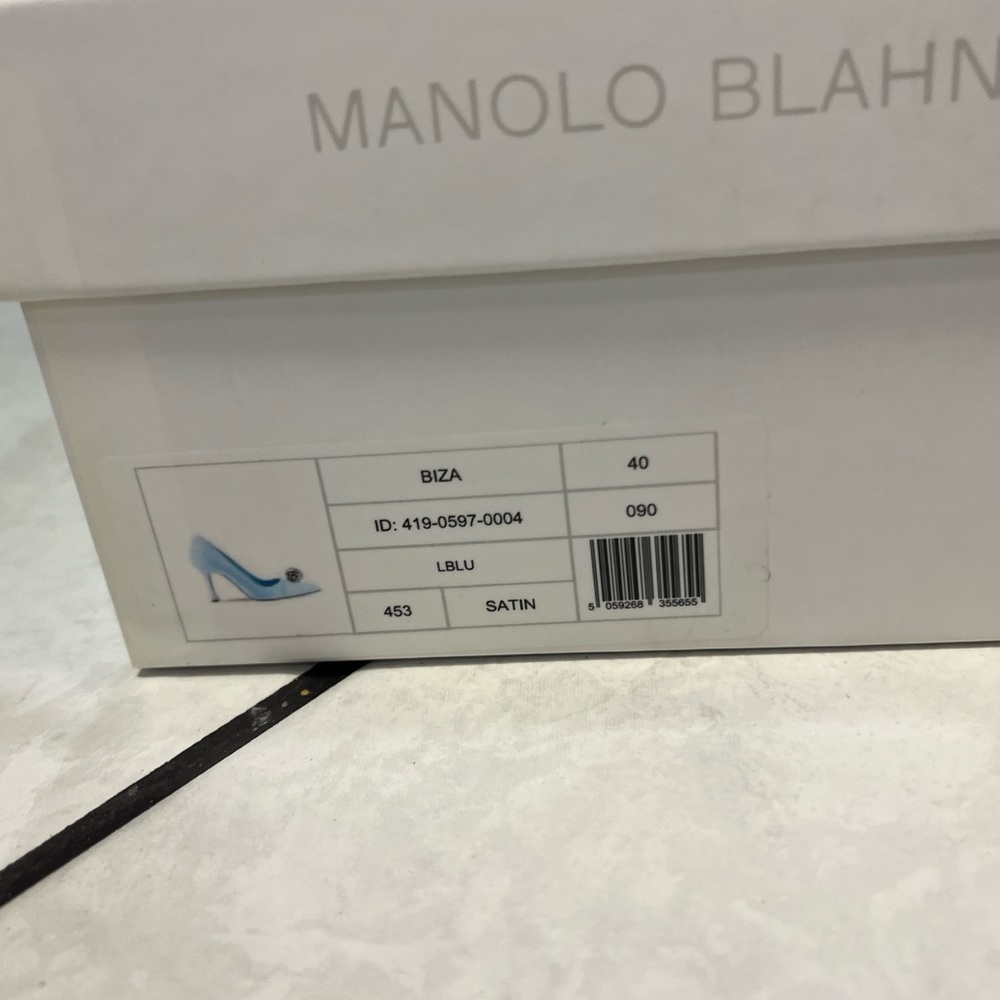 MANOLO BLAHN
BIZA
40
ID: 419-0597-0004
090
LBLU
453
SATIN
5 059268 355655